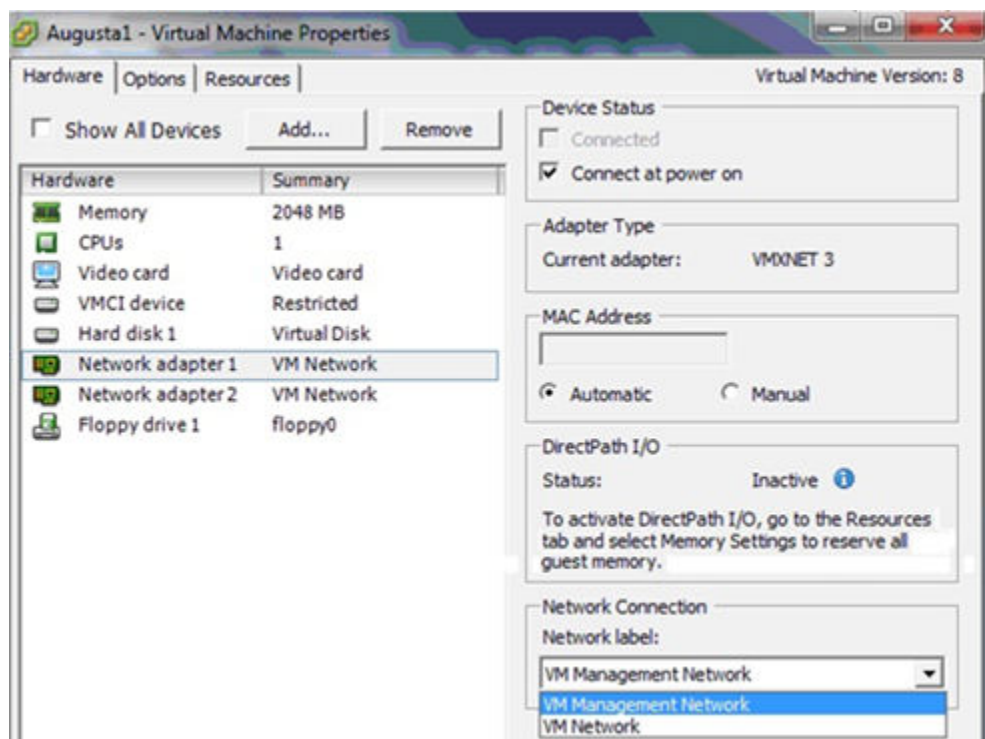 Augusta1 - Virtual Machine Properties
Hardware Options Resources Virtual Machine Version: 8
Show All Devices Add... Remove
Hardware Summary
Memory 2048 MB
CPUs 1
Video card Video card
VMCI device Restricted
Hard disk 1 Virtual Disk
Network adapter 1 VM Network
Network adapter 2 VM Network
Floppy drive 1 floppy0
Device Status
Connected
Connect at power on
Adapter Type
Current adapter: VMXNET 3
MAC Address
Automatic Manual
DirectPath I/O
Status: Inactive
To activate DirectPath I/O, go to the Resources
tab and select Memory Settings to reserve all
guest memory.
Network Connection
Network label:
VM Management Network
VM Management Network
VM Network